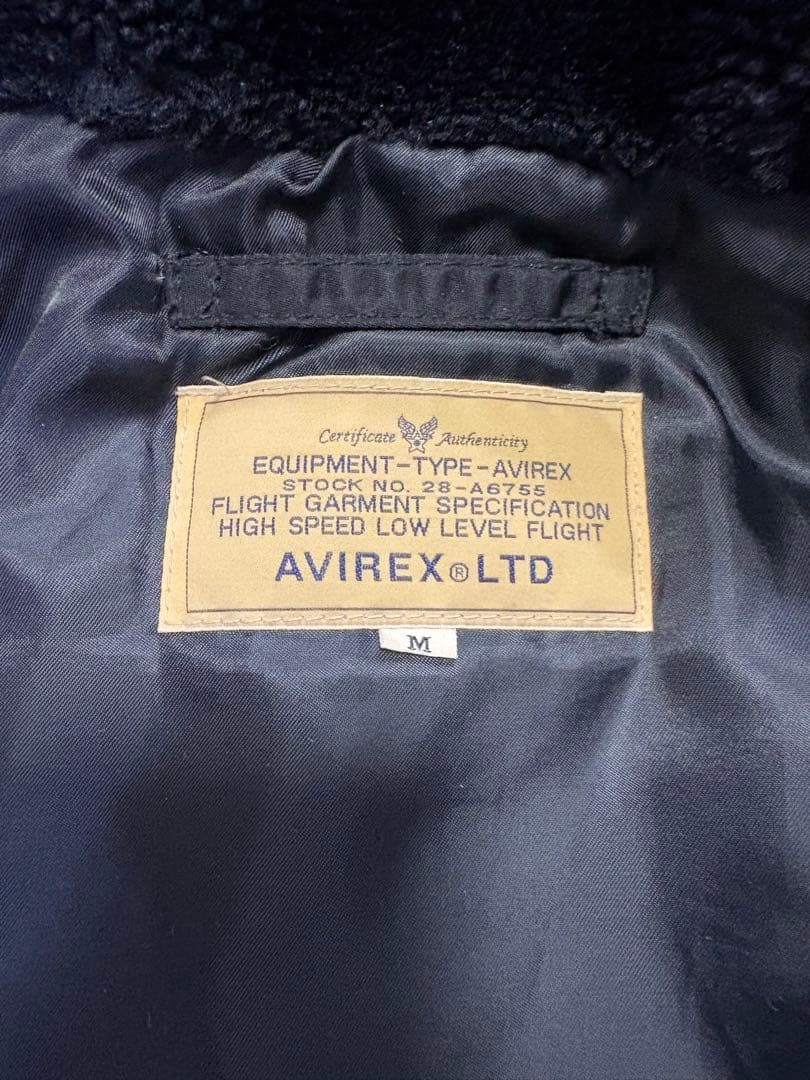 Certificate Authenticity
EQUIPMENT-TYPE-AVIREX
STOCK NO. 28-A6755
FLIGHT GARMENT SPECIFICATION
HIGH SPEED LOW LEVEL FLIGHT
AVIREX® LTD
M